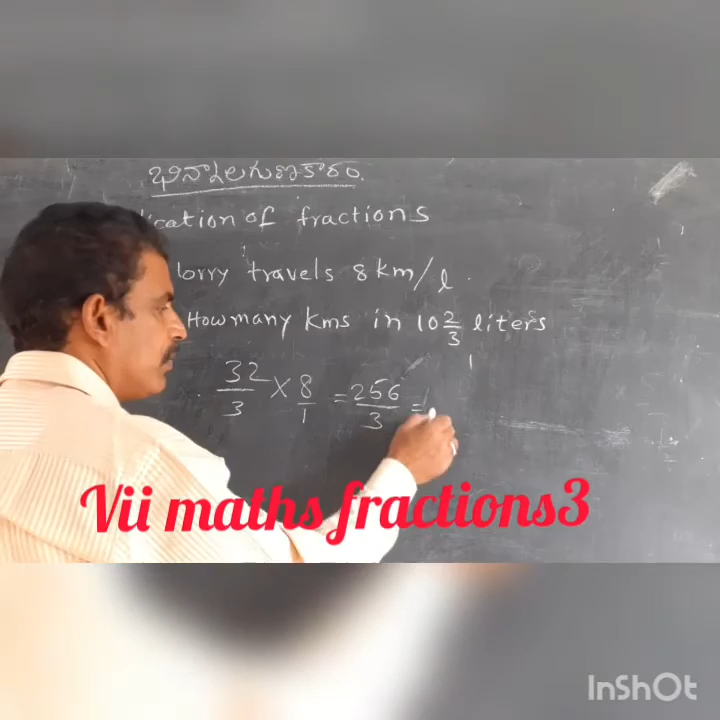 భిన్నాల గుణకారం.
ication of fractions
lorry travels 8 km/l.
How many kms in 10 2/3 liters
32/3 × 8/1 = 256/3 =
Vii maths fractions3
InShOt